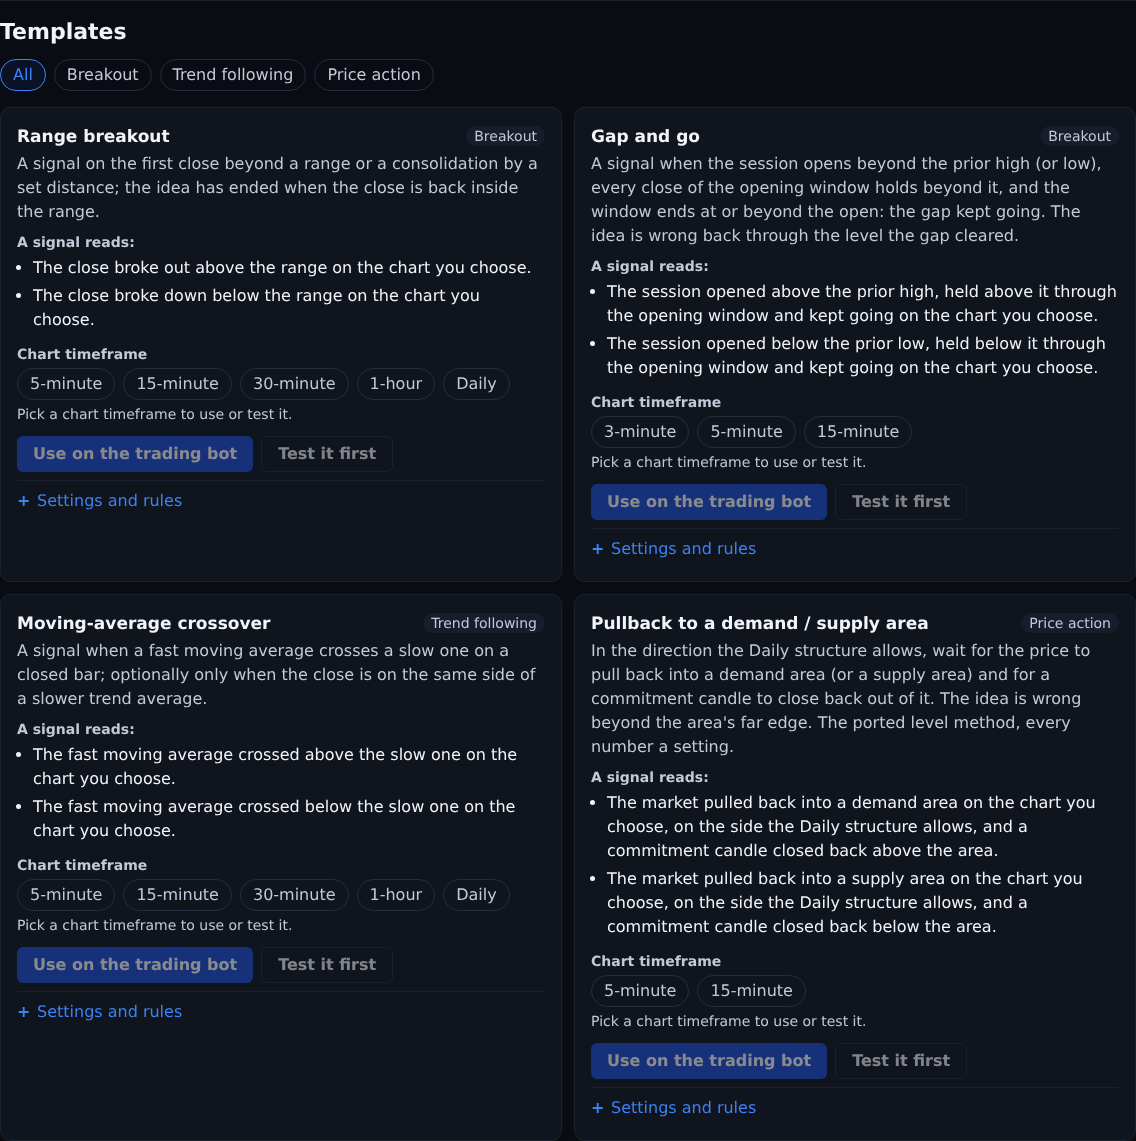 Templates
All
Breakout
Trend following
Price action
Range breakout
Breakout
A signal on the first close beyond a range or a consolidation by a
set distance; the idea has ended when the close is back inside
the range.
A signal reads:
• The close broke out above the range on the chart you choose.
• The close broke down below the range on the chart you
choose.
Chart timeframe
5-minute
15-minute
30-minute
1-hour
Daily
Pick a chart timeframe to use or test it.
Use on the trading bot
Test it first
+ Settings and rules
Gap and go
Breakout
A signal when the session opens beyond the prior high (or low),
every close of the opening window holds beyond it, and the
window ends at or beyond the open: the gap kept going. The
idea is wrong back through the level the gap cleared.
A signal reads:
• The session opened above the prior high, held above it through
the opening window and kept going on the chart you choose.
• The session opened below the prior low, held below it through
the opening window and kept going on the chart you choose.
Chart timeframe
3-minute
5-minute
15-minute
Pick a chart timeframe to use or test it.
Use on the trading bot
Test it first
+ Settings and rules
Moving-average crossover
Trend following
A signal when a fast moving average crosses a slow one on a
closed bar; optionally only when the close is on the same side of
a slower trend average.
A signal reads:
• The fast moving average crossed above the slow one on the
chart you choose.
• The fast moving average crossed below the slow one on the
chart you choose.
Chart timeframe
5-minute
15-minute
30-minute
1-hour
Daily
Pick a chart timeframe to use or test it.
Use on the trading bot
Test it first
+ Settings and rules
Pullback to a demand / supply area
Price action
In the direction the Daily structure allows, wait for the price to
pull back into a demand area (or a supply area) and for a
commitment candle to close back out of it. The idea is wrong
beyond the area's far edge. The ported level method, every
number a setting.
A signal reads:
• The market pulled back into a demand area on the chart you
choose, on the side the Daily structure allows, and a
commitment candle closed back above the area.
• The market pulled back into a supply area on the chart you
choose, on the side the Daily structure allows, and a
commitment candle closed back below the area.
Chart timeframe
5-minute
15-minute
Pick a chart timeframe to use or test it.
Use on the trading bot
Test it first
+ Settings and rules